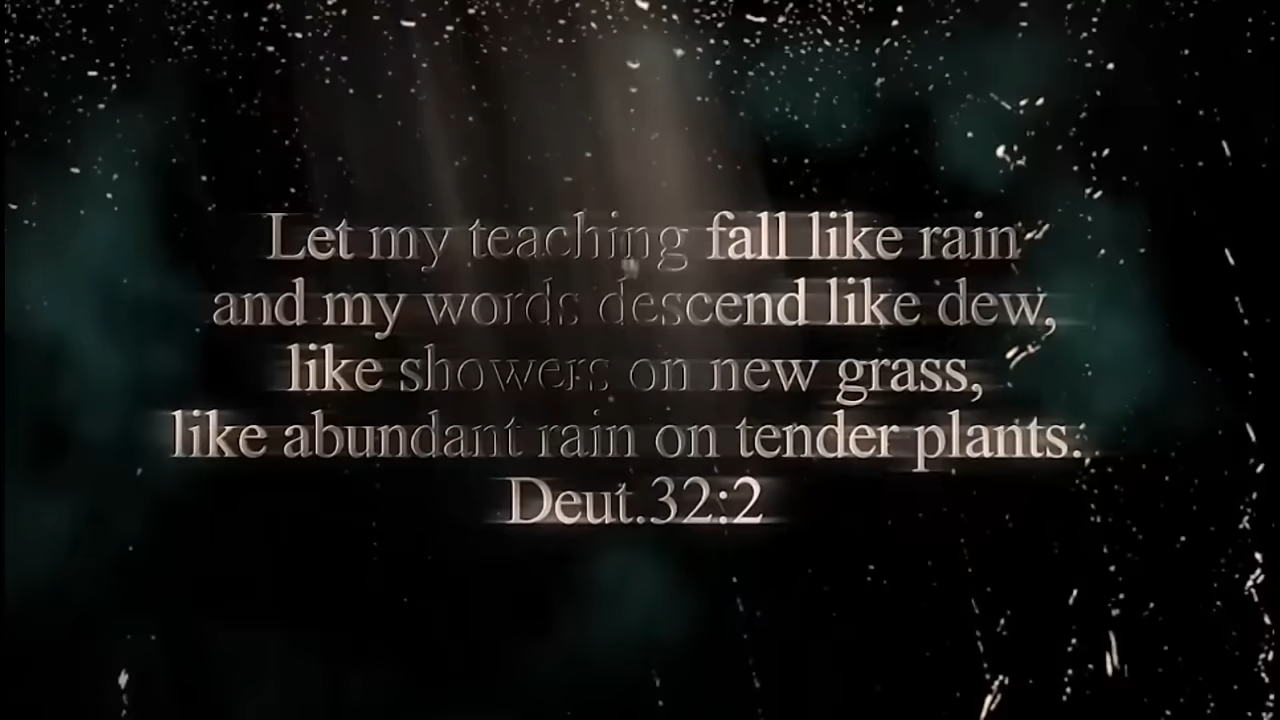 Let my teaching fall like rain
and my words descend like dew,
like showers on new grass,
like abundant rain on tender plants.
Deut.32:2